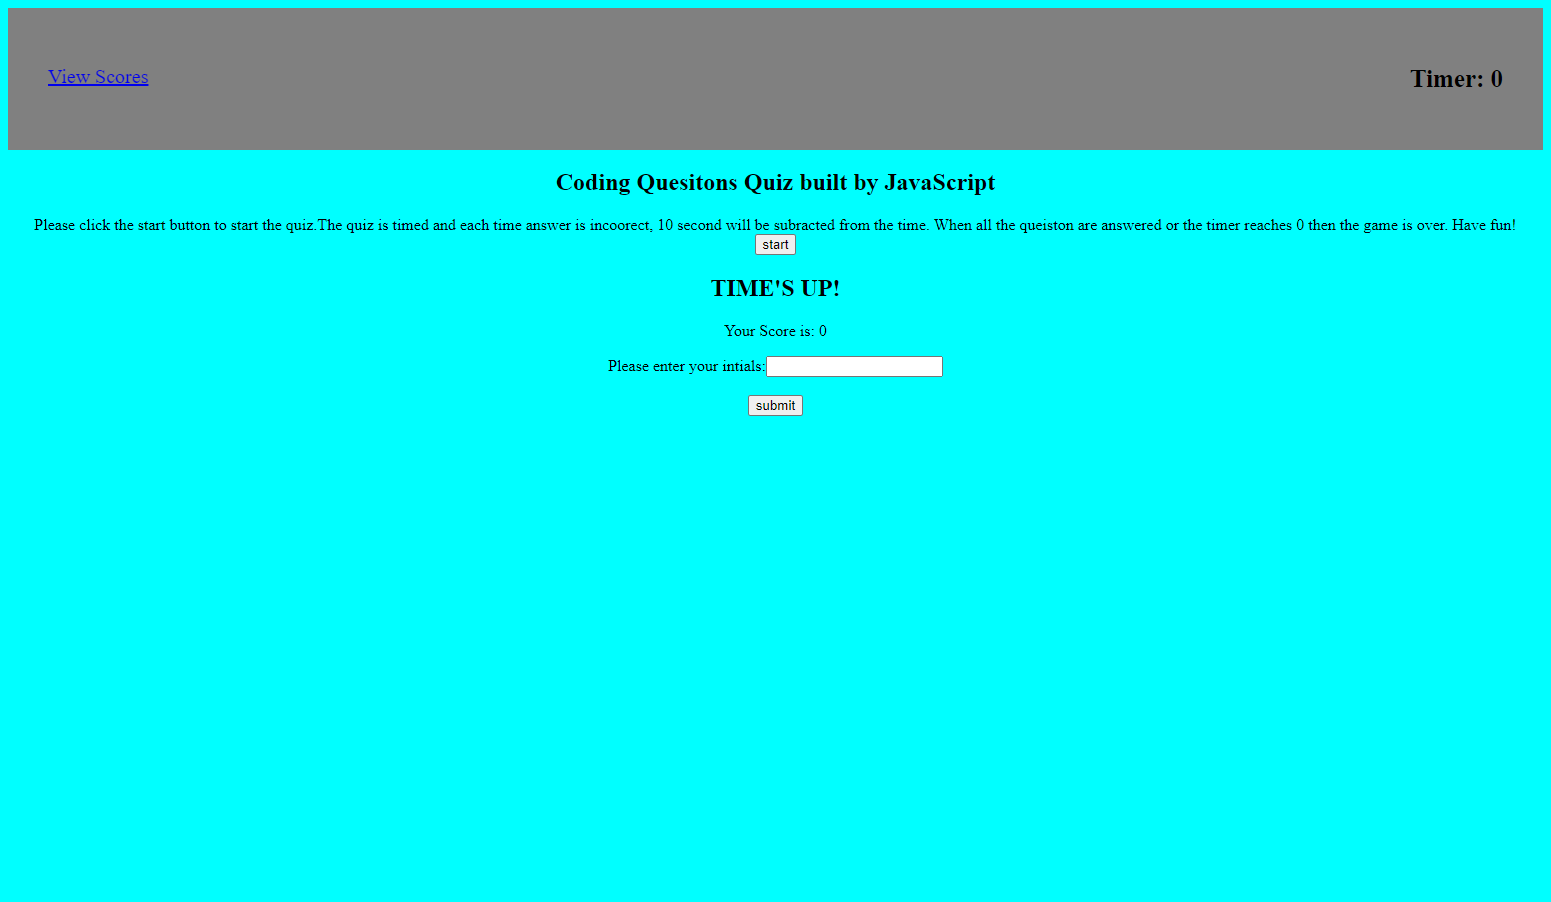 View Scores
Timer: 0
Coding Quesitons Quiz built by JavaScript
Please click the start button to start the quiz.The quiz is timed and each time answer is incoorect, 10 second will be subracted from the time. When all the queiston are answered or the timer reaches 0 then the game is over. Have fun!
start
TIME'S UP!
Your Score is: 0
Please enter your intials:
submit